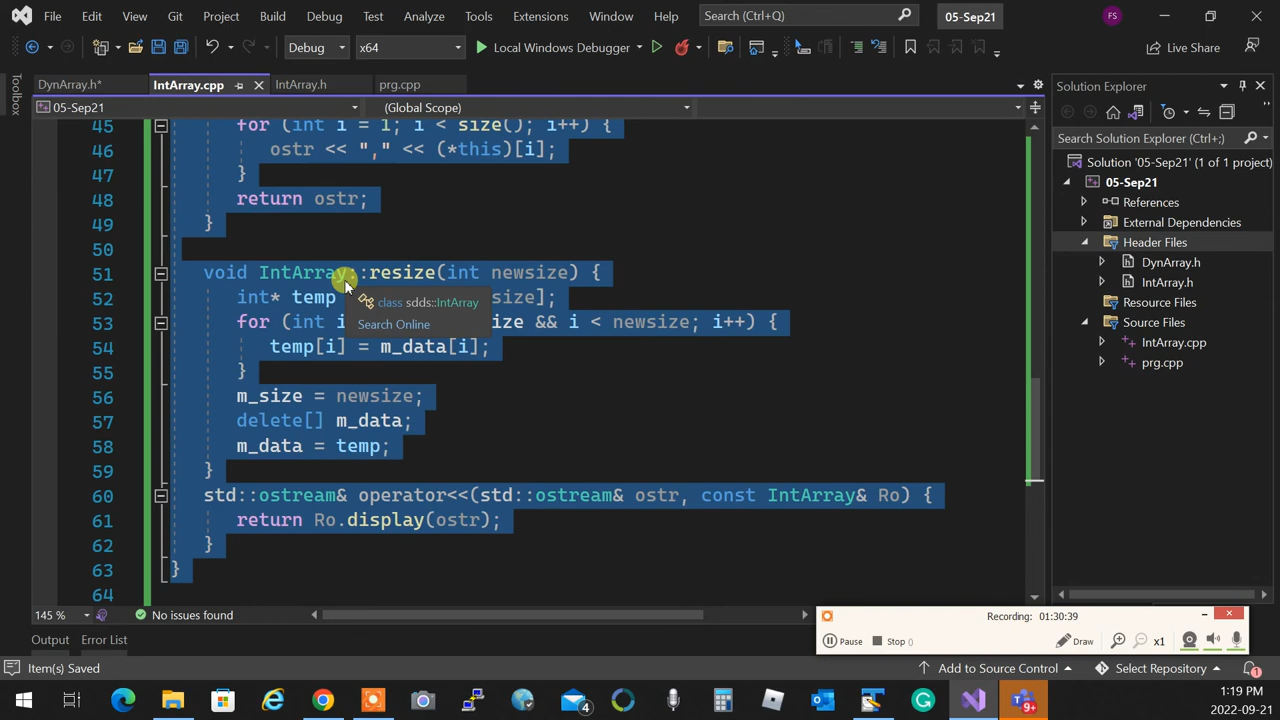 File Edit View Git Project Build Debug Test Analyze Tools Extensions Window Help Search (Ctrl+Q) 05-Sep21 FS
Debug x64 Local Windows Debugger Live Share
Toolbox
DynArray.h* IntArray.cpp IntArray.h prg.cpp
05-Sep21 (Global Scope)
45 for (int i = 1; i < size(); i++) {
46 ostr << "," << (*this)[i];
47 }
48 return ostr;
49 }
50
51 void IntArray::resize(int newsize) {
52 int* temp size];
class sdds::IntArray
Search Online
53 for (int i ize && i < newsize; i++) {
54 temp[i] = m_data[i];
55 }
56 m_size = newsize;
57 delete[] m_data;
58 m_data = temp;
59 }
60 std::ostream& operator<<(std::ostream& ostr, const IntArray& Ro) {
61 return Ro.display(ostr);
62 }
63 }
64
145 % No issues found
Solution Explorer
Search Solution Explorer (Ctrl+;)
Solution '05-Sep21' (1 of 1 project)
05-Sep21
References
External Dependencies
Header Files
DynArray.h
IntArray.h
Resource Files
Source Files
IntArray.cpp
prg.cpp
Recording: 01:30:39
Pause Stop () Draw x1
Output Error List
Item(s) Saved Add to Source Control Select Repository 1
4 9+ 1:19 PM
2022-09-21